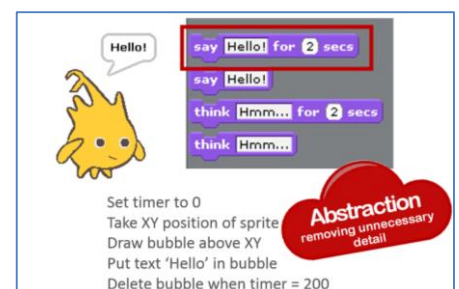 Hello!
say Hello! for 2 secs
say Hello!
think Hmm... for 2 secs
think Hmm...
Set timer to 0
Take XY position of sprite
Draw bubble above XY
Put text ‘Hello’ in bubble
Delete bubble when timer = 200
Abstraction
removing unnecessary
detail